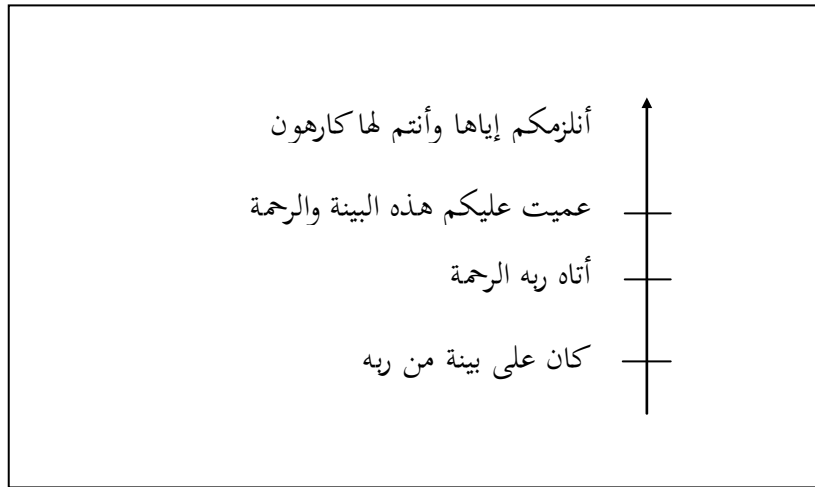 أنلزمكم إياها وأنتم لها كارهون
عميت عليكم هذه البينة والرحمة
أتاه ربه الرحمة
كان على بينة من ربه